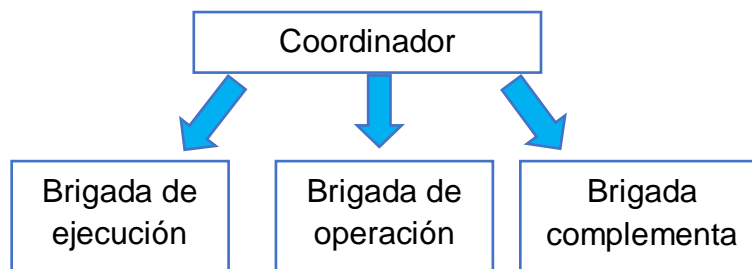 Coordinador
Brigada de
ejecución
Brigada de
operación
Brigada
complementa